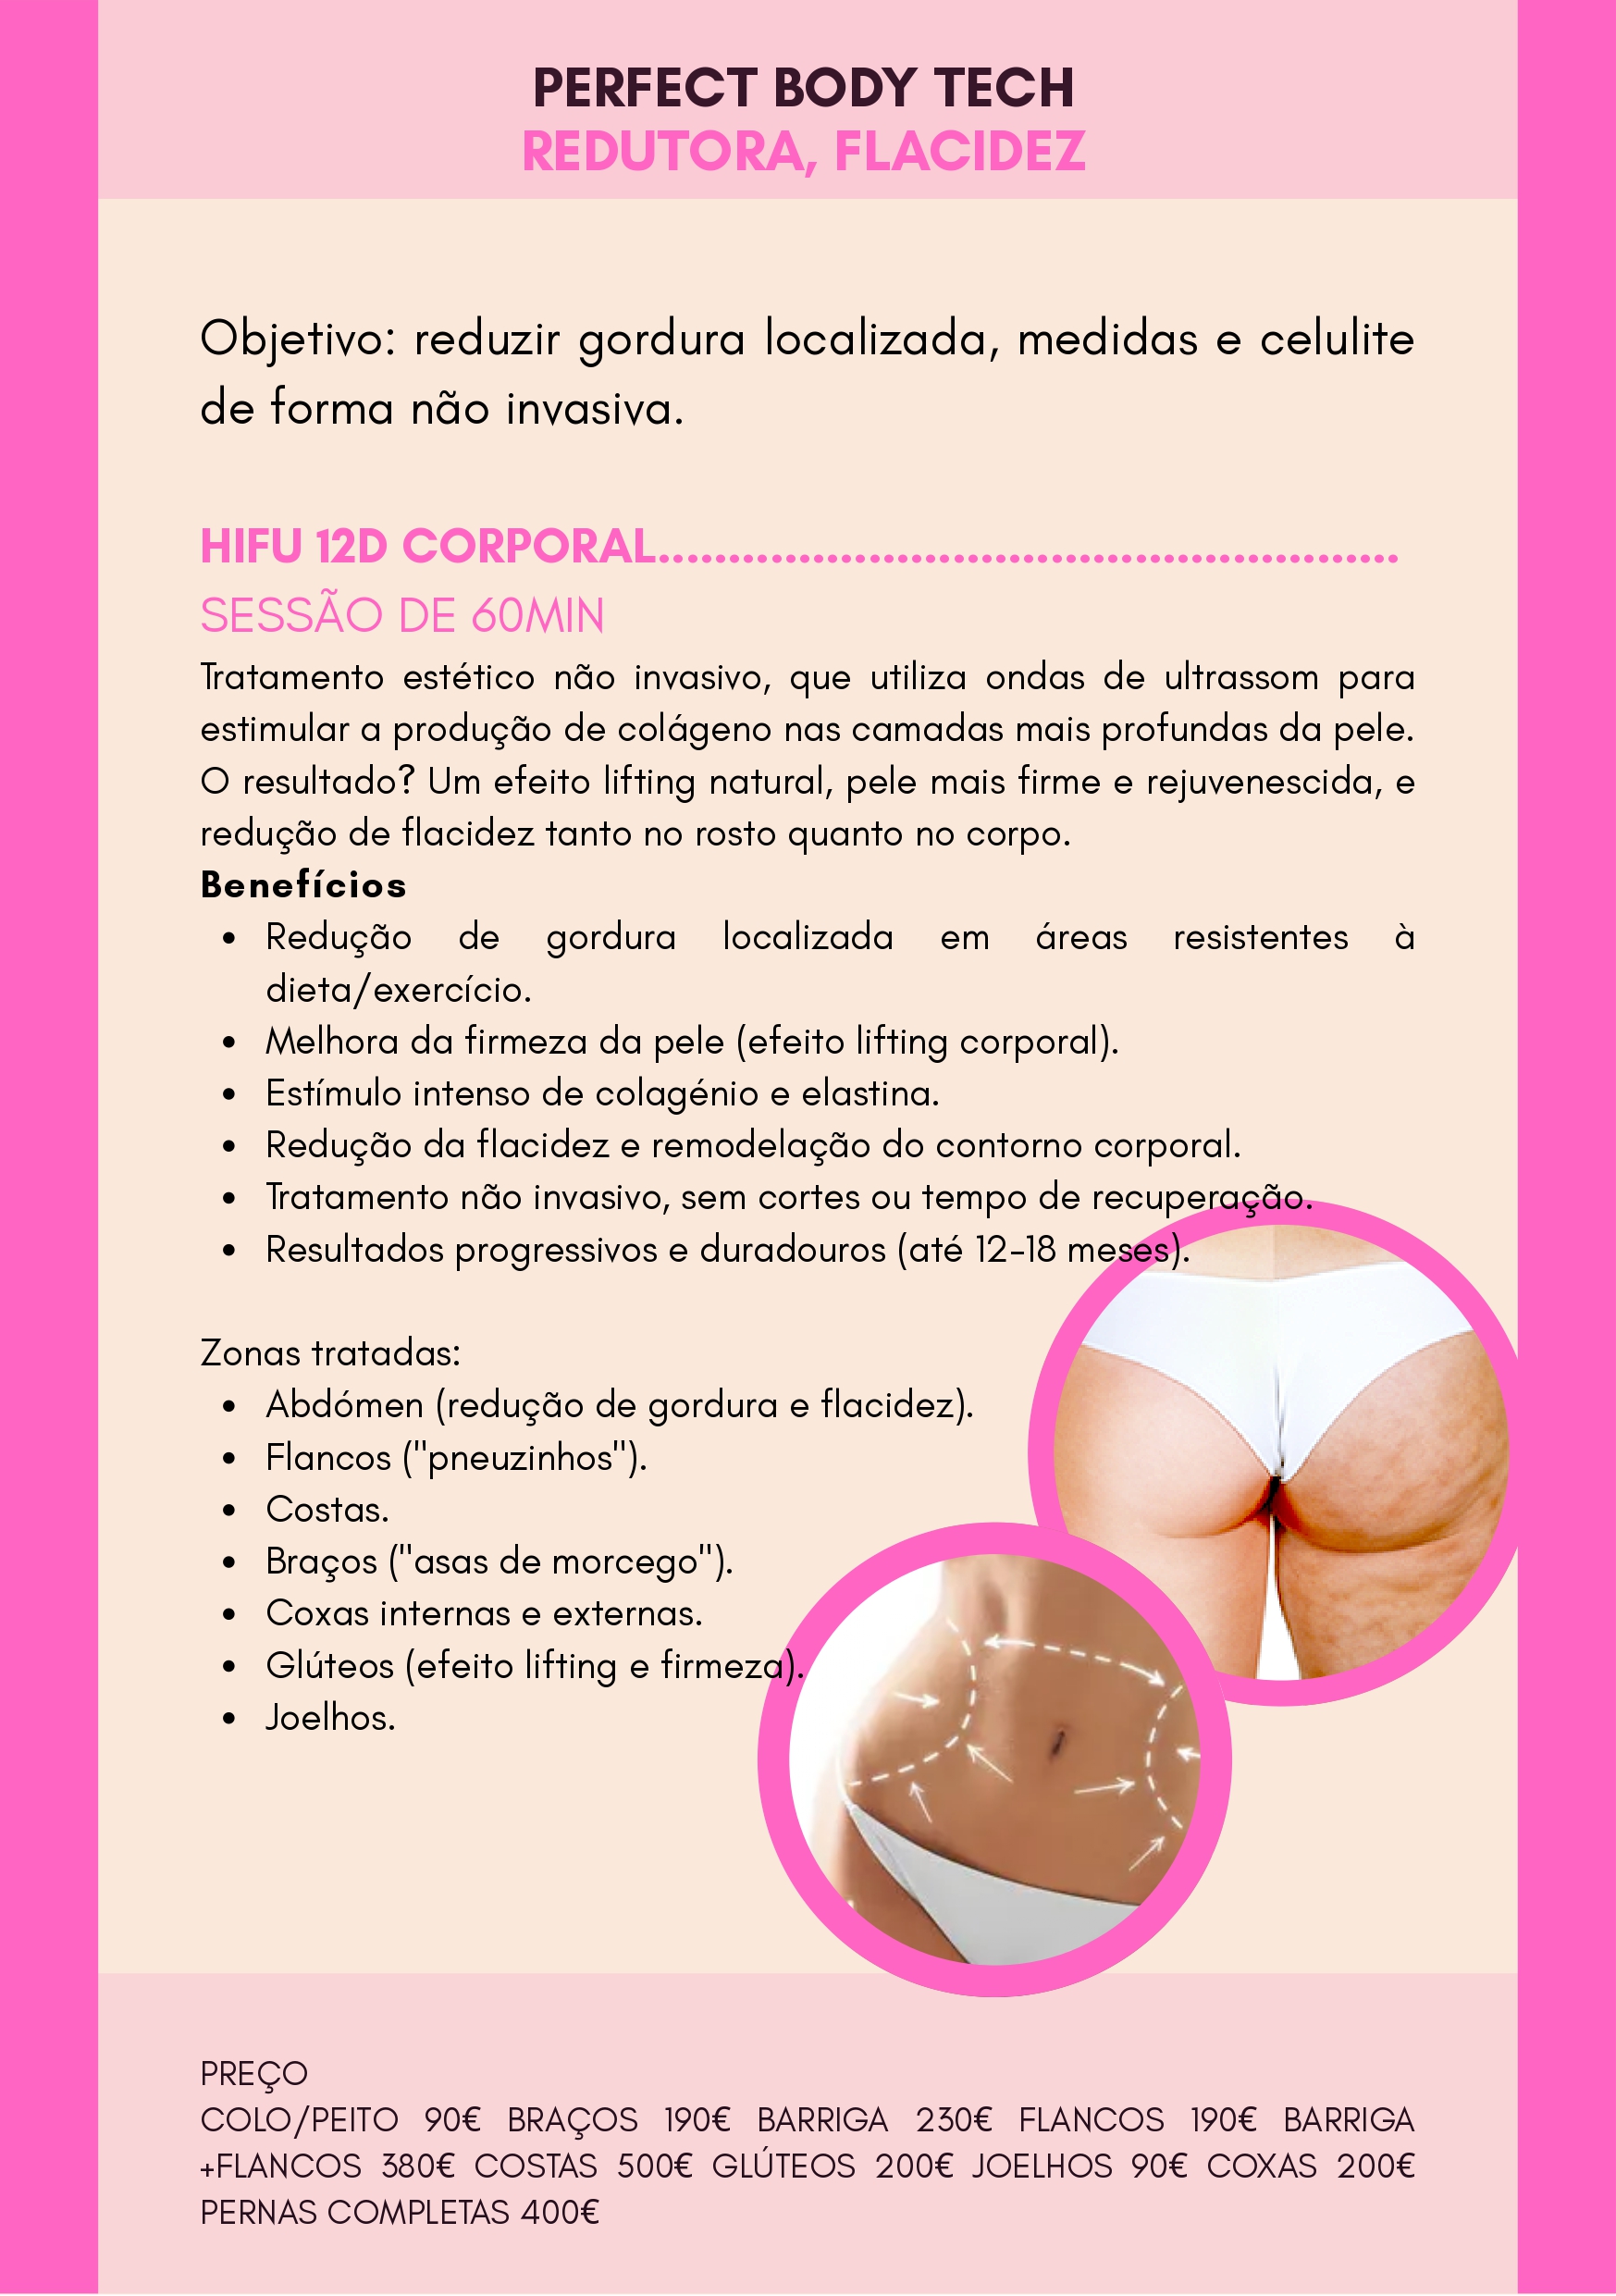 PERFECT BODY TECH
REDUTORA, FLACIDEZ
Objetivo: reduzir gordura localizada, medidas e celulite
de forma não invasiva.
HIFU 12D CORPORAL.....................................................
SESSÃO DE 60MIN
Tratamento estético não invasivo, que utiliza ondas de ultrassom para
estimular a produção de colágeno nas camadas mais profundas da pele.
O resultado? Um efeito lifting natural, pele mais firme e rejuvenescida, e
redução de flacidez tanto no rosto quanto no corpo.
Benefícios
• Redução de gordura localizada em áreas resistentes à
dieta/exercício.
• Melhora da firmeza da pele (efeito lifting corporal).
• Estímulo intenso de colagénio e elastina.
• Redução da flacidez e remodelação do contorno corporal.
• Tratamento não invasivo, sem cortes ou tempo de recuperação.
• Resultados progressivos e duradouros (até 12-18 meses).
Zonas tratadas:
• Abdómen (redução de gordura e flacidez).
• Flancos ("pneuzinhos").
• Costas.
• Braços ("asas de morcego").
• Coxas internas e externas.
• Glúteos (efeito lifting e firmeza).
• Joelhos.
PREÇO
COLO/PEITO 90€ BRAÇOS 190€ BARRIGA 230€ FLANCOS 190€ BARRIGA
+FLANCOS 380€ COSTAS 500€ GLÚTEOS 200€ JOELHOS 90€ COXAS 200€
PERNAS COMPLETAS 400€